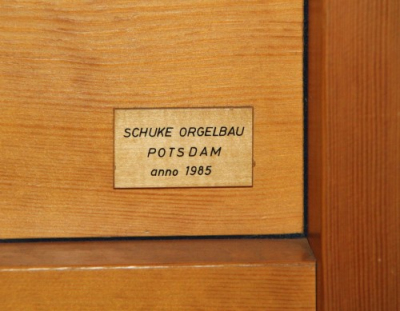 SCHUKE ORGELBAU
POTSDAM
anno 1985